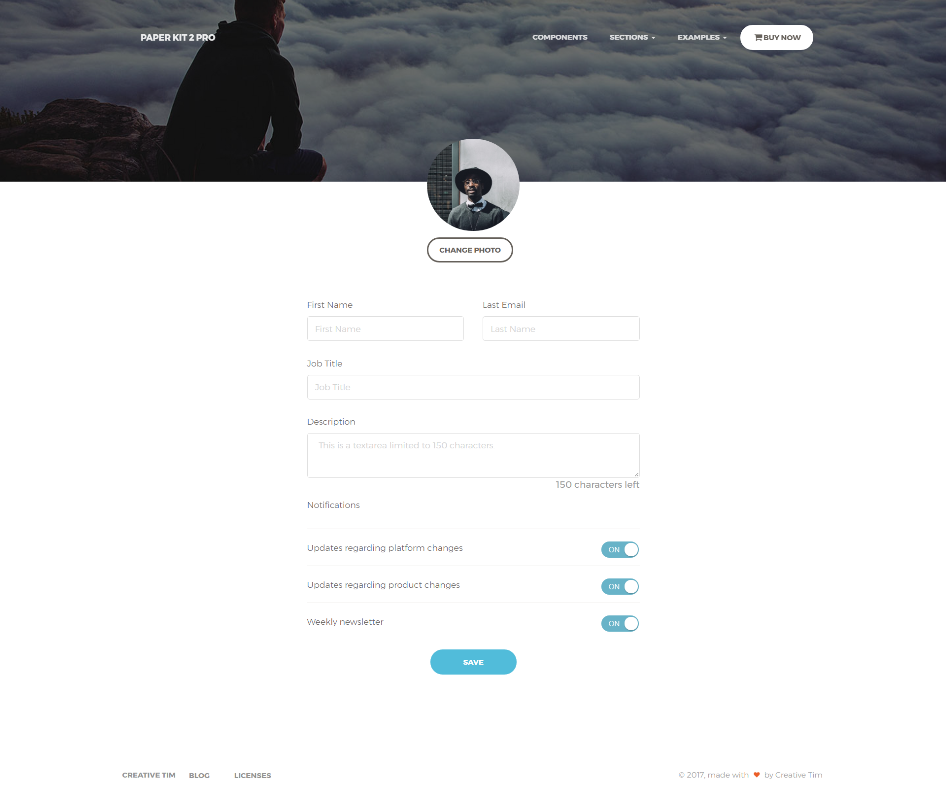 PAPER KIT 2 PRO COMPONENTS SECTIONS EXAMPLES BUY NOW
CHANGE PHOTO
First Name Last Email
First Name Last Name
Job Title
Job Title
Description
This is a textarea limited to 150 characters
150 characters left
Notifications
Updates regarding platform changes ON
Updates regarding product changes ON
Weekly newsletter ON
SAVE
CREATIVE TIM BLOG LICENSES © 2017, made with ♥ by Creative Tim